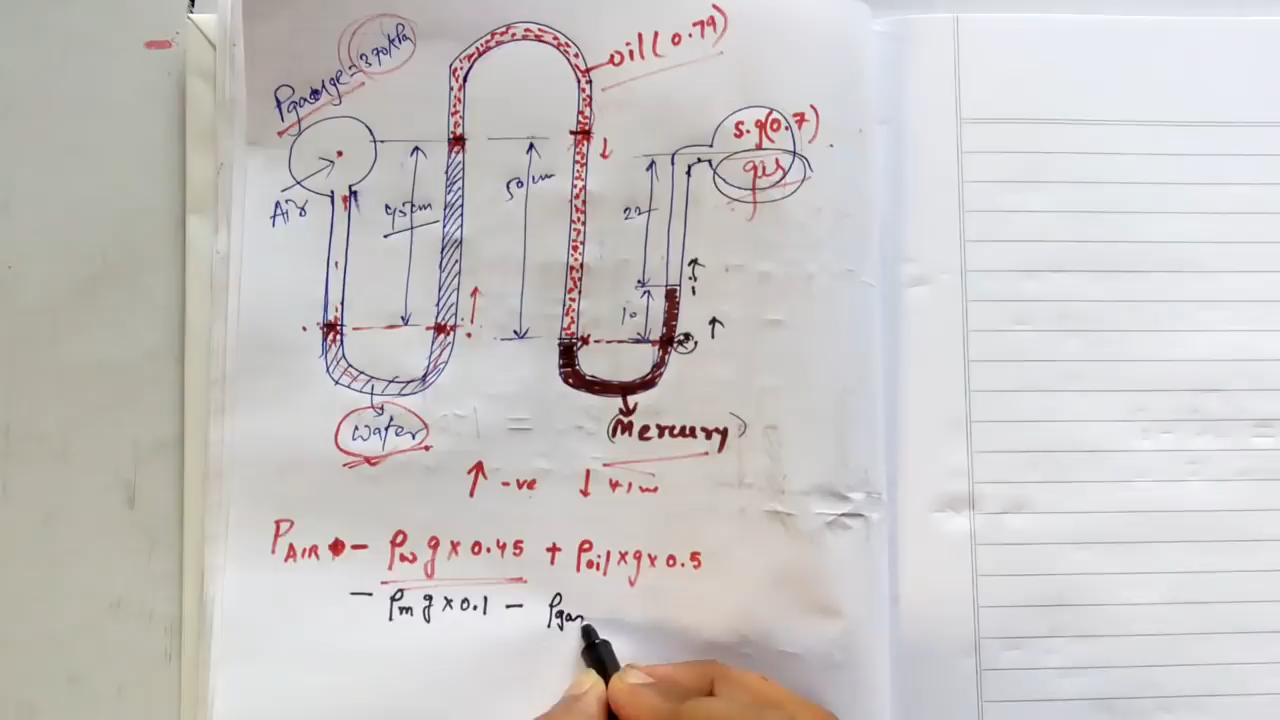 Pgauge = 370kPa
oil (0.79)
s.g(0.7)
gas
Air
45cm
50cm
22
10
water
(Mercury)
↑ -ve ↓ +ive
PAIR - ρw g × 0.45 + ρoil × g × 0.5
- ρm g × 0.1 - ρgas